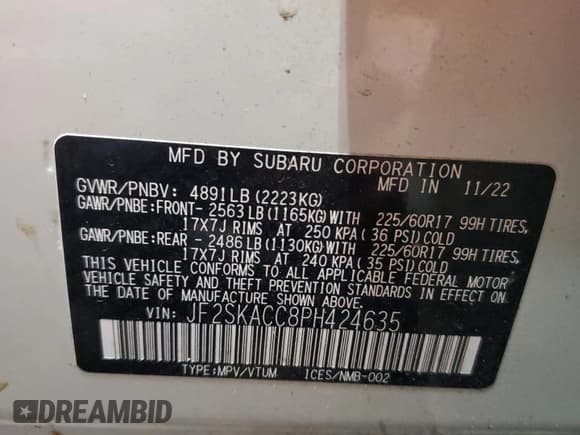 MFD BY SUBARU CORPORATION
GVWR/PNBV: 4891LB (2223KG) MFD IN 11/22
GAWR/PNBE:FRONT- 2563LB (1165KG)WITH 225/60R17 99H TIRES,
17X7J RIMS AT 250 KPA ( 36 PSI)COLD
GAWR/PNBE:REAR - 2486LB (1130KG)WITH 225/60R17 99H TIRES,
17X7J RIMS AT 240 KPA ( 35 PSI)COLD
THIS VEHICLE CONFORMS TO ALL APPLICABLE FEDERAL MOTOR
VEHICLE SAFETY AND THEFT PREVENTION STANDARDS IN EFFECT ON
THE DATE OF MANUFACTURE SHOWN ABOVE.
VIN: JF2SKACC8PH424635
TYPE:MPV/VTUM ICES/NMB-002
DREAMBID